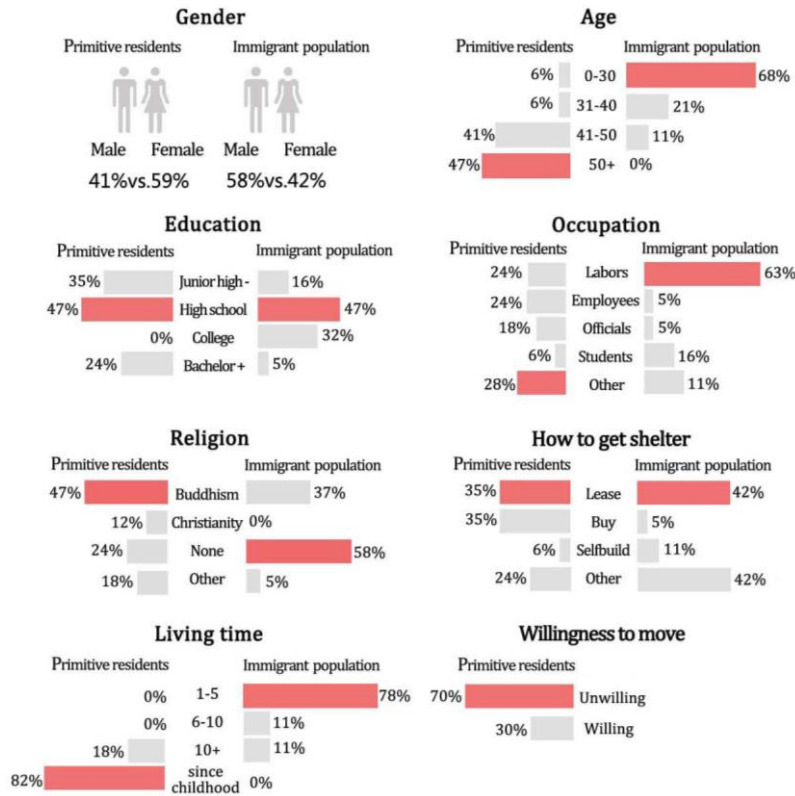 Gender
Primitive residents Immigrant population
Male Female Male Female
41%vs.59% 58%vs.42%
Age
Primitive residents Immigrant population
6% 0-30 68%
6% 31-40 21%
41% 41-50 11%
47% 50+ 0%
Education
Primitive residents Immigrant population
35% Junior high - 16%
47% High school 47%
0% College 32%
24% Bachelor + 5%
Occupation
Primitive residents Immigrant population
24% Labors 63%
24% Employees 5%
18% Officials 5%
6% Students 16%
28% Other 11%
Religion
Primitive residents Immigrant population
47% Buddhism 37%
12% Christianity 0%
24% None 58%
18% Other 5%
How to get shelter
Primitive residents Immigrant population
35% Lease 42%
35% Buy 5%
6% Selfbuild 11%
24% Other 42%
Living time
Primitive residents Immigrant population
0% 1-5 78%
0% 6-10 11%
18% 10+ 11%
82% since childhood 0%
Willingness to move
Primitive residents
70% Unwilling
30% Willing